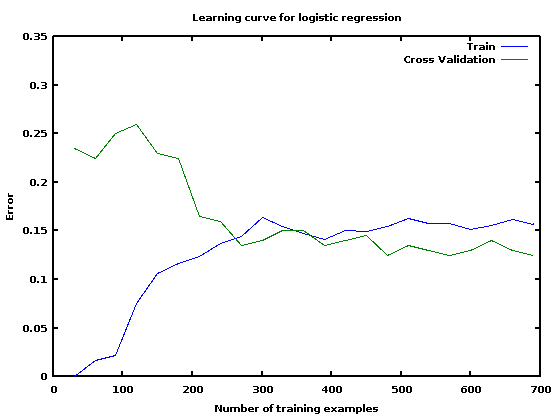 Learning curve for logistic regression
0.35
0.3
0.25
0.2
0.15
0.1
0.05
0
Error
Train
Cross Validation
0 100 200 300 400 500 600 700
Number of training examples